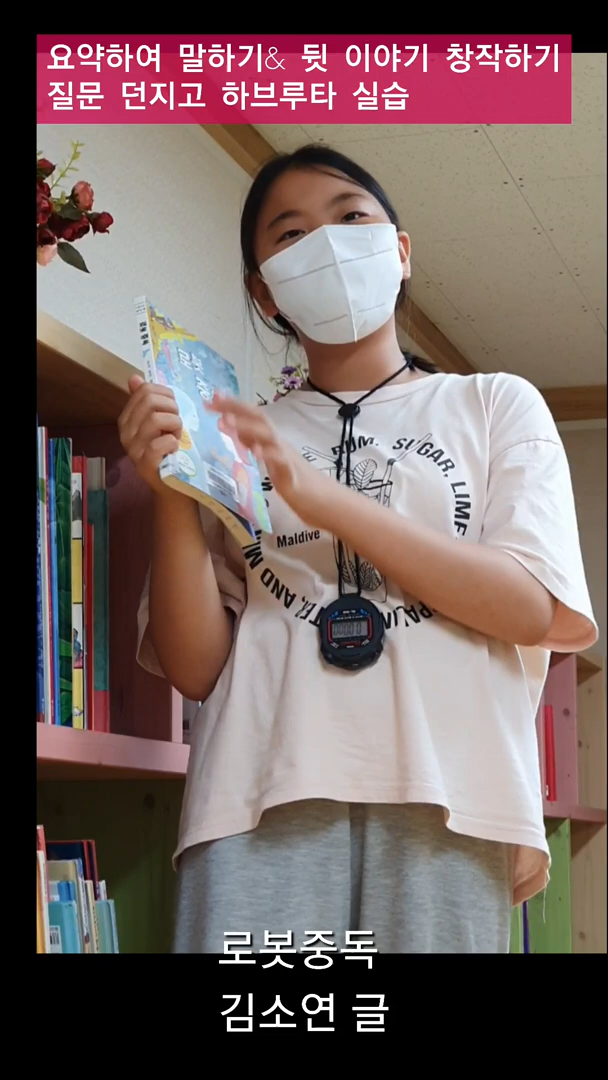 요약하여 말하기& 뒷 이야기 창작하기
질문 던지고 하브루타 실습
RUM, SUGAR, LIME
Maldive
로봇중독
김소연 글